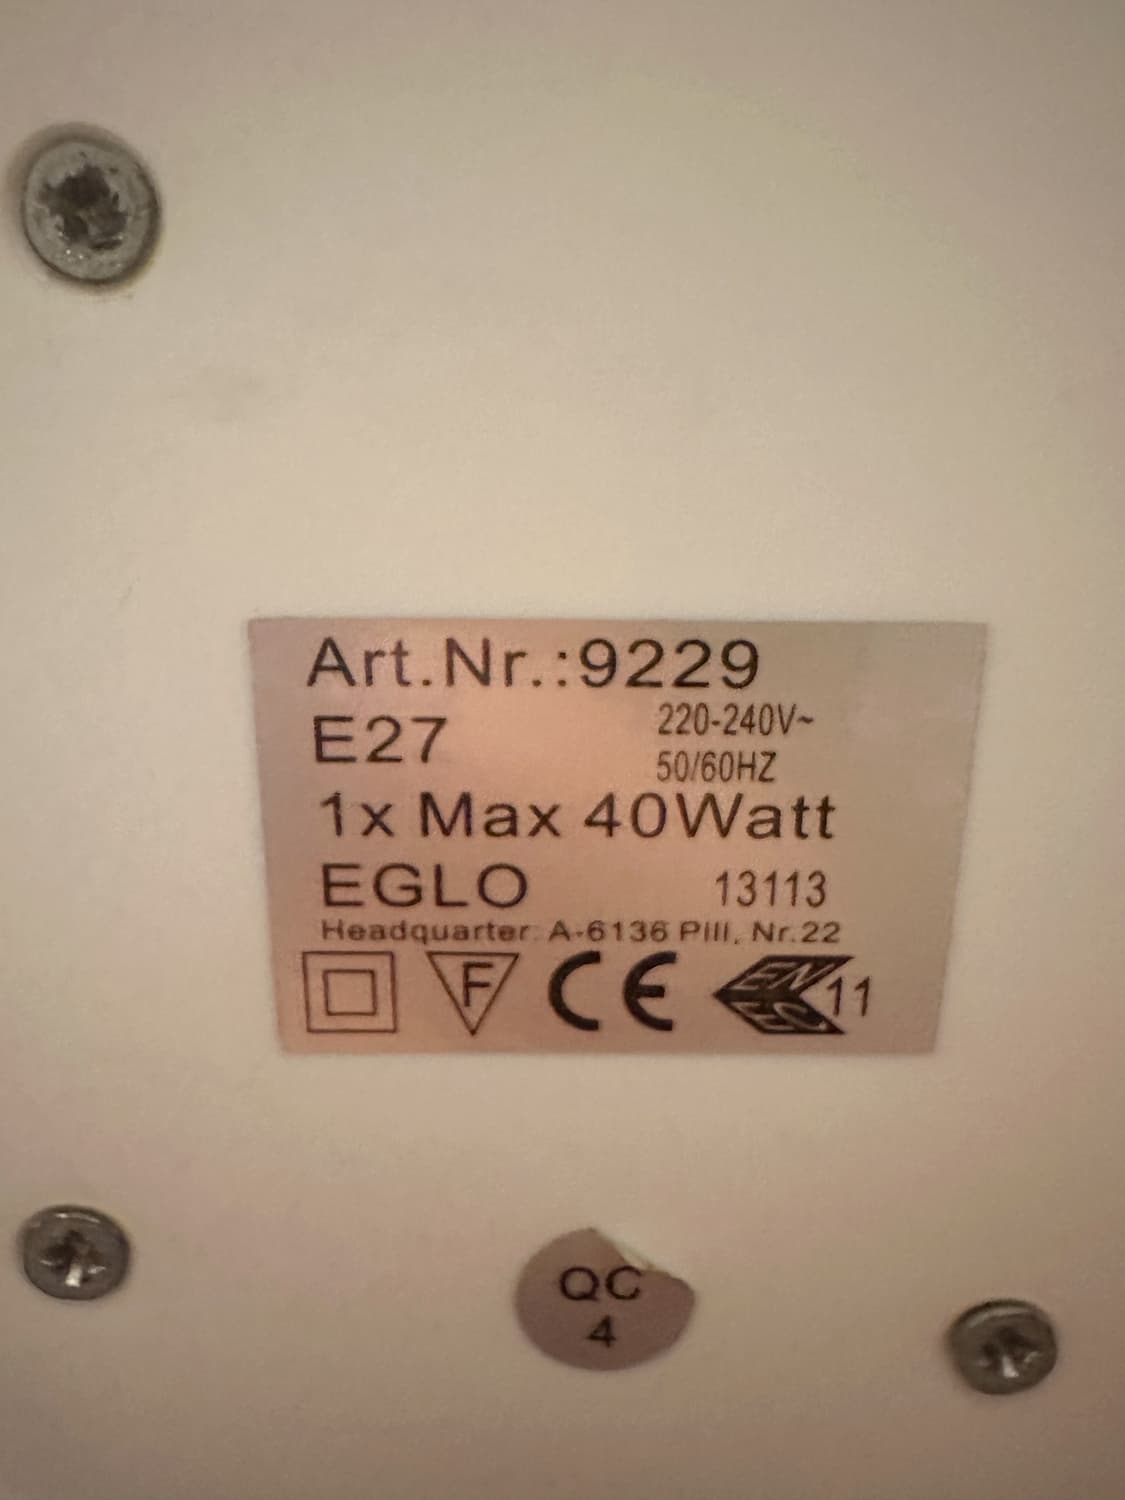 Art.Nr.:9229
E27
220-240V~
50/60HZ
1x Max 40Watt
EGLO 13113
Headquarter: A-6136 Pill, Nr.22
F CE ENEC 11
QC
4